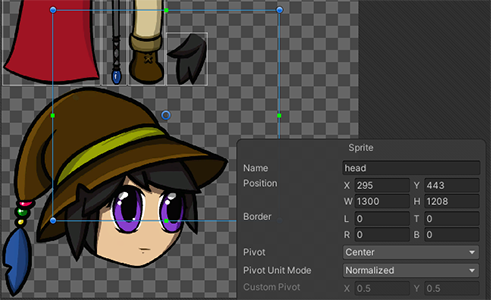 Sprite
Name head
Position X 295 Y 443
W 1300 H 1208
Border L 0 T 0
R 0 B 0
Pivot Center
Pivot Unit Mode Normalized
Custom Pivot X 0.5 Y 0.5